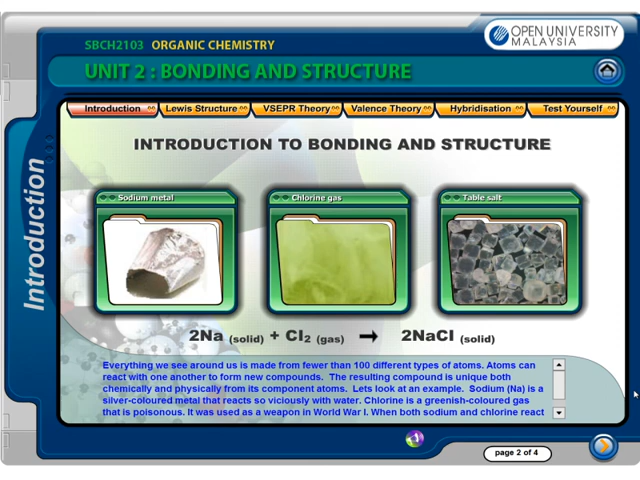 OPEN UNIVERSITY
MALAYSIA
SBCH2103 ORGANIC CHEMISTRY
UNIT 2 : BONDING AND STRUCTURE
Introduction
Lewis Structure
VSEPR Theory
Valence Theory
Hybridisation
Test Yourself
Introduction
INTRODUCTION TO BONDING AND STRUCTURE
Sodium metal
Chlorine gas
Table salt
2Na (solid) + Cl2 (gas) → 2NaCl (solid)
Everything we see around us is made from fewer than 100 different types of atoms. Atoms can
react with one another to form new compounds. The resulting compound is unique both
chemically and physically from its component atoms. Lets look at an example. Sodium (Na) is a
silver-coloured metal that reacts so viciously with water. Chlorine is a greenish-coloured gas
that is poisonous. It was used as a weapon in World War I. When both sodium and chlorine react
page 2 of 4